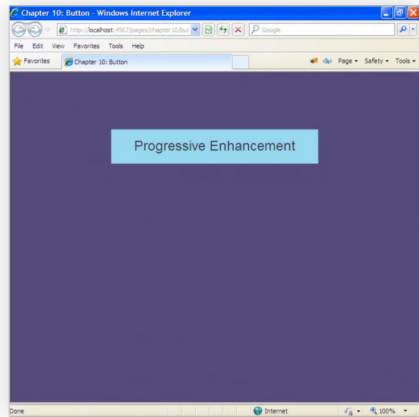 Chapter 10: Button - Windows Internet Explorer
http://localhost:4567/pages/chapter10/but
Google
File Edit View Favorites Tools Help
Favorites Chapter 10: Button Page Safety Tools
Progressive Enhancement
Done Internet 100%